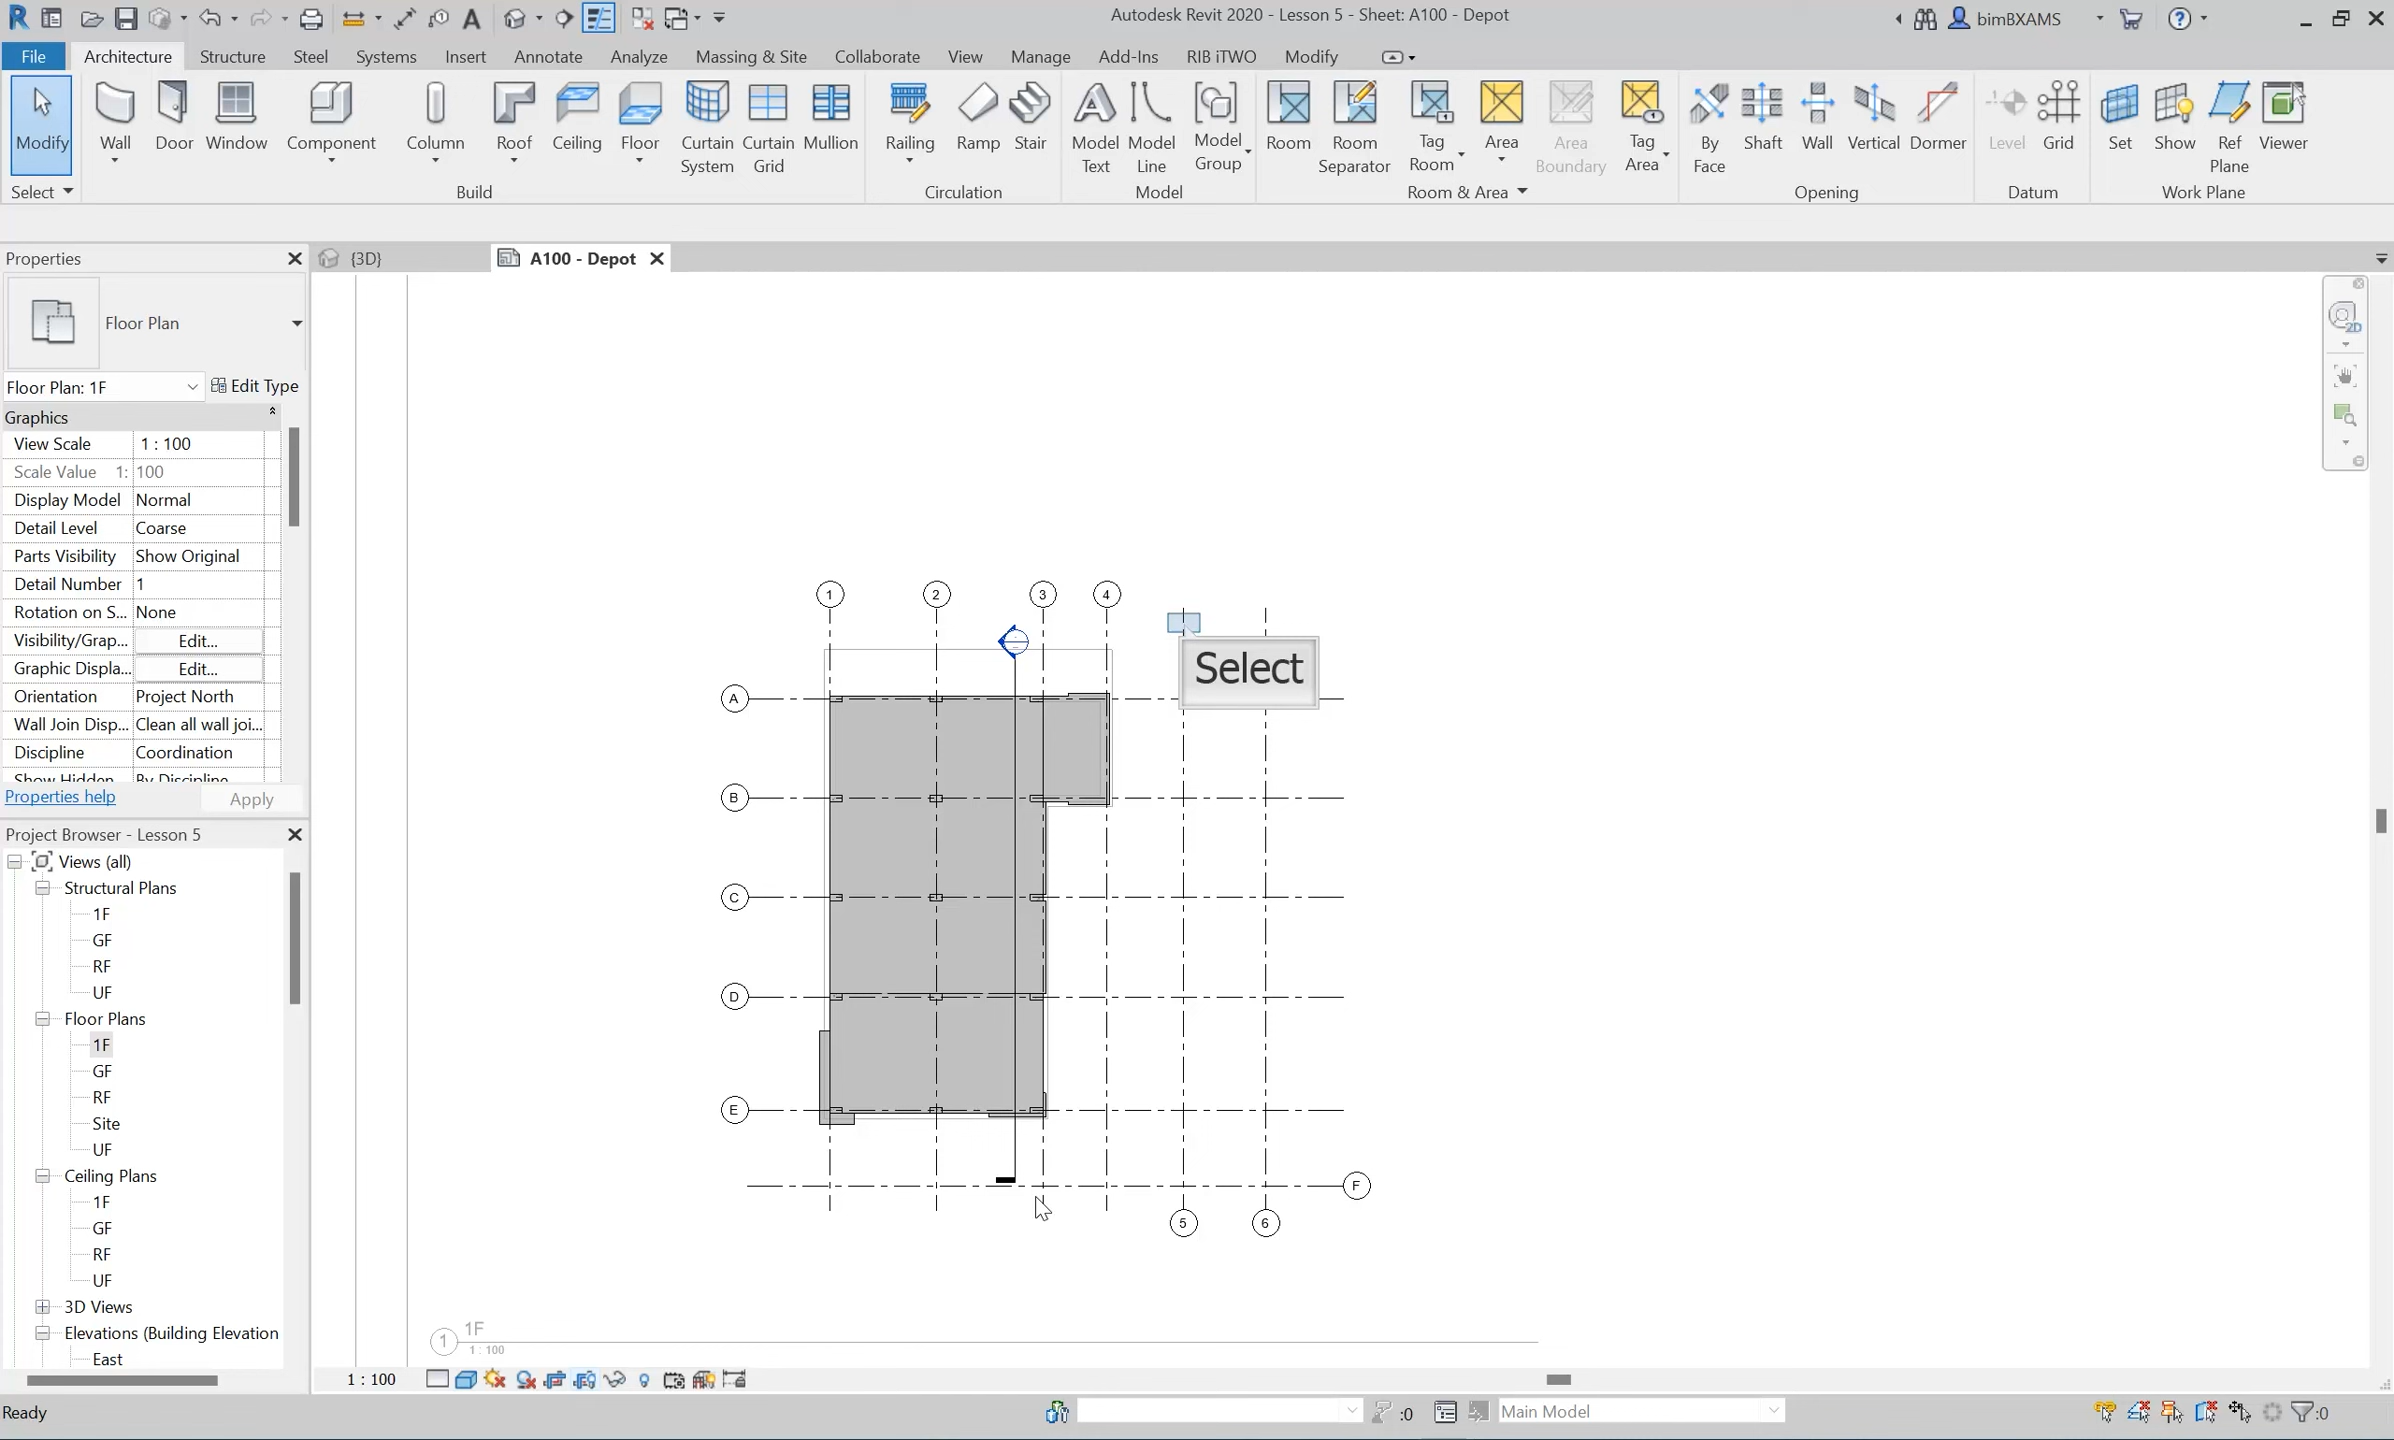 Autodesk Revit 2020 - Lesson 5 - Sheet: A100 - Depot
bimBXAMS
File Architecture Structure Steel Systems Insert Annotate Analyze Massing & Site Collaborate View Manage Add-Ins RIB iTWO Modify
Modify Wall Door Window Component Column Roof Ceiling Floor Curtain System Curtain Grid Mullion Railing Ramp Stair Model Text Model Line Model Group Room Room Separator Tag Room Area Area Boundary Tag Area By Face Shaft Wall Vertical Dormer Level Grid Set Show Ref Plane Viewer
Select Build Circulation Model Room & Area Opening Datum Work Plane
Properties
{3D}
A100 - Depot
Floor Plan
Floor Plan: 1F
Edit Type
Graphics
View Scale 1 : 100
Scale Value 1: 100
Display Model Normal
Detail Level Coarse
Parts Visibility Show Original
Detail Number 1
Rotation on S... None
Visibility/Grap... Edit...
Graphic Displa... Edit...
Orientation Project North
Wall Join Disp... Clean all wall joi...
Discipline Coordination
Show Hidden By Discipline
Properties help
Apply
Project Browser - Lesson 5
Views (all)
Structural Plans
1F
GF
RF
UF
Floor Plans
1F
GF
RF
Site
UF
Ceiling Plans
1F
GF
RF
UF
3D Views
Elevations (Building Elevation
East
1 2 3 4
Select
A
B
C
D
E
F
5 6
1 1F
1 : 100
2D
1 : 100
Ready
:0
Main Model
:0